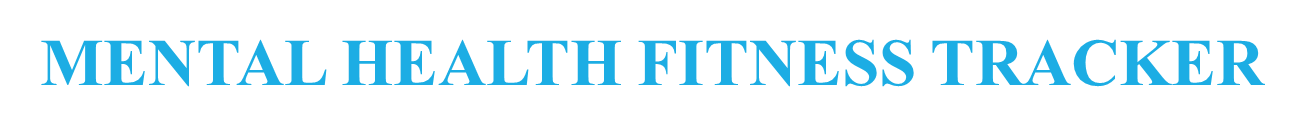 MENTAL HEALTH FITNESS TRACKER